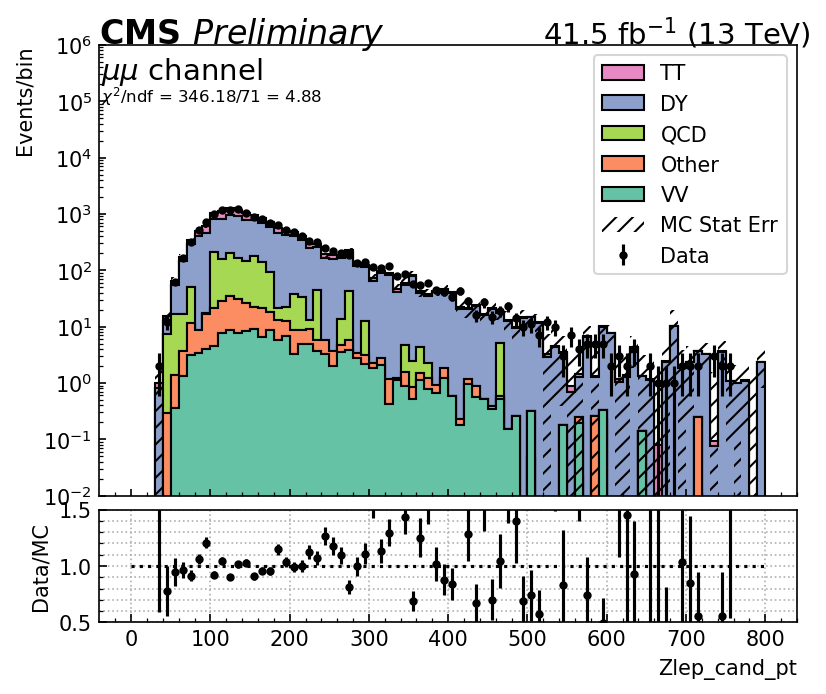 CMS Preliminary 41.5 fb⁻¹ (13 TeV)
μμ channel
χ²/ndf = 346.18/71 = 4.88
Events/bin
10⁶
10⁵
10⁴
10³
10²
10¹
10⁰
10⁻¹
10⁻²
TT
DY
QCD
Other
VV
MC Stat Err
Data
Data/MC
1.5
1.0
0.5
0 100 200 300 400 500 600 700 800
Zlep_cand_pt